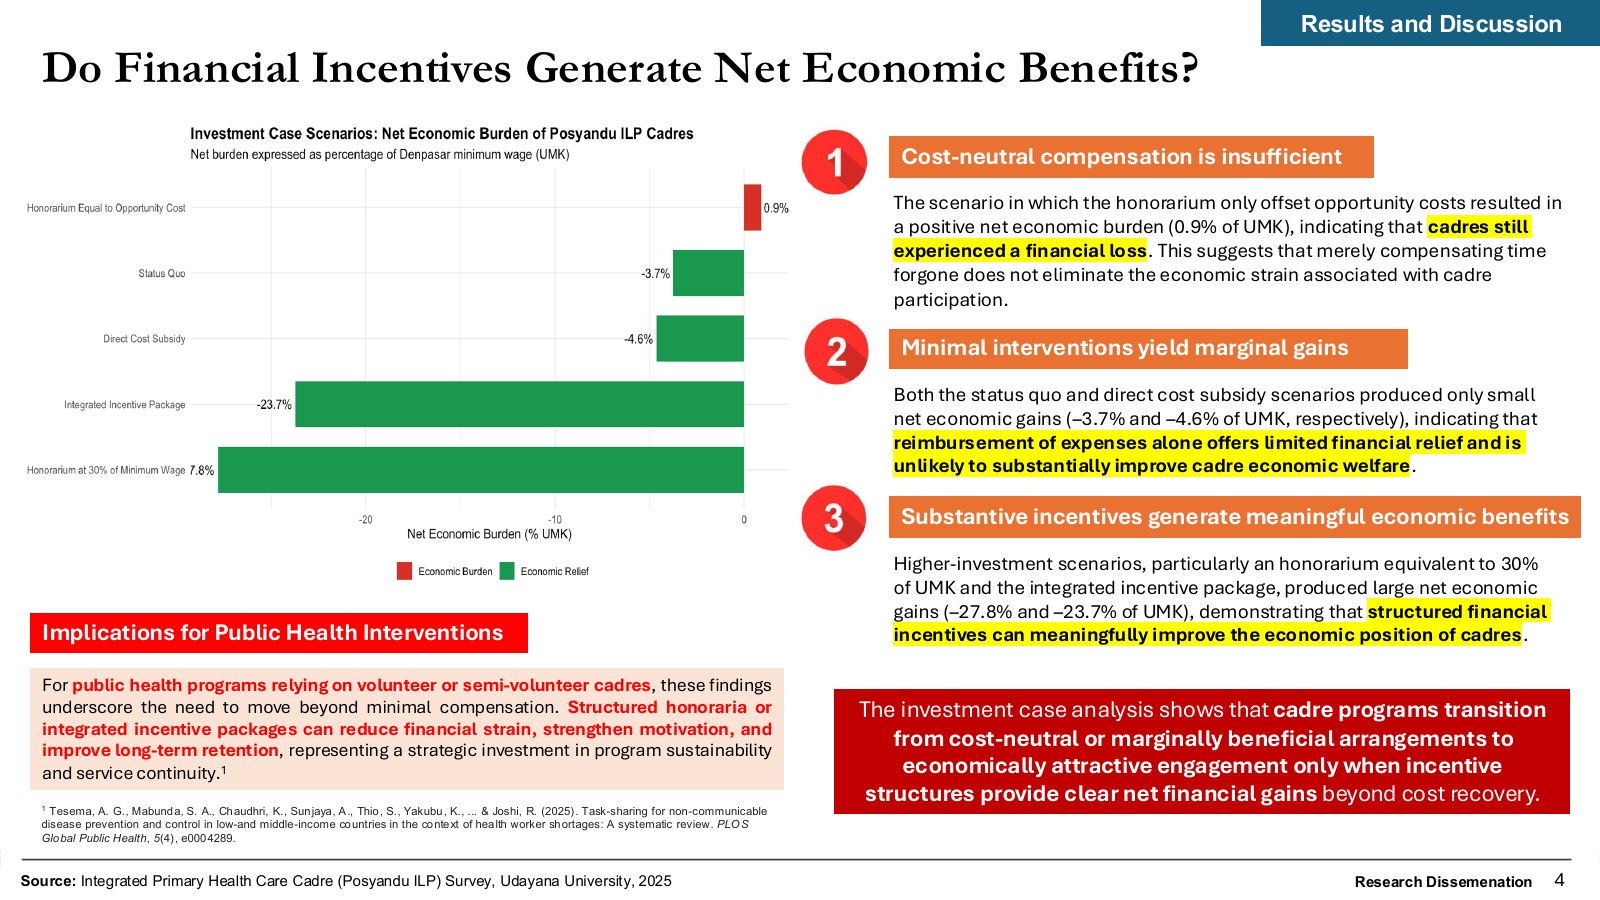 Results and Discussion
Do Financial Incentives Generate Net Economic Benefits?
Investment Case Scenarios: Net Economic Burden of Posyandu ILP Cadres
Net burden expressed as percentage of Denpasar minimum wage (UMK)
Honorarium Equal to Opportunity Cost
0.9%
Status Quo
-3.7%
Direct Cost Subsidy
-4.6%
Integrated Incentive Package
-23.7%
Honorarium at 30% of Minimum Wage
7.8%
-20
-10
0
Net Economic Burden (% UMK)
Economic Burden
Economic Relief
1
Cost-neutral compensation is insufficient
The scenario in which the honorarium only offset opportunity costs resulted in
a positive net economic burden (0.9% of UMK), indicating that cadres still
experienced a financial loss. This suggests that merely compensating time
forgone does not eliminate the economic strain associated with cadre
participation.
2
Minimal interventions yield marginal gains
Both the status quo and direct cost subsidy scenarios produced only small
net economic gains (–3.7% and –4.6% of UMK, respectively), indicating that
reimbursement of expenses alone offers limited financial relief and is
unlikely to substantially improve cadre economic welfare.
3
Substantive incentives generate meaningful economic benefits
Higher-investment scenarios, particularly an honorarium equivalent to 30%
of UMK and the integrated incentive package, produced large net economic
gains (–27.8% and –23.7% of UMK), demonstrating that structured financial
incentives can meaningfully improve the economic position of cadres.
Implications for Public Health Interventions
For public health programs relying on volunteer or semi-volunteer cadres, these findings
underscore the need to move beyond minimal compensation. Structured honoraria or
integrated incentive packages can reduce financial strain, strengthen motivation, and
improve long-term retention, representing a strategic investment in program sustainability
and service continuity.¹
The investment case analysis shows that cadre programs transition
from cost-neutral or marginally beneficial arrangements to
economically attractive engagement only when incentive
structures provide clear net financial gains beyond cost recovery.
¹ Tesema, A. G., Mabunda, S. A., Chaudhri, K., Sunjaya, A., Thio, S., Yakubu, K., ... & Joshi, R. (2025). Task-sharing for non-communicable
disease prevention and control in low-and middle-income countries in the context of health worker shortages: A systematic review. PLOS
Global Public Health, 5(4), e0004289.
Source: Integrated Primary Health Care Cadre (Posyandu ILP) Survey, Udayana University, 2025
Research Dissemenation
4